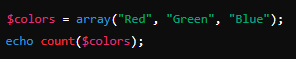 $colors = array("Red", "Green", "Blue");
echo count($colors);